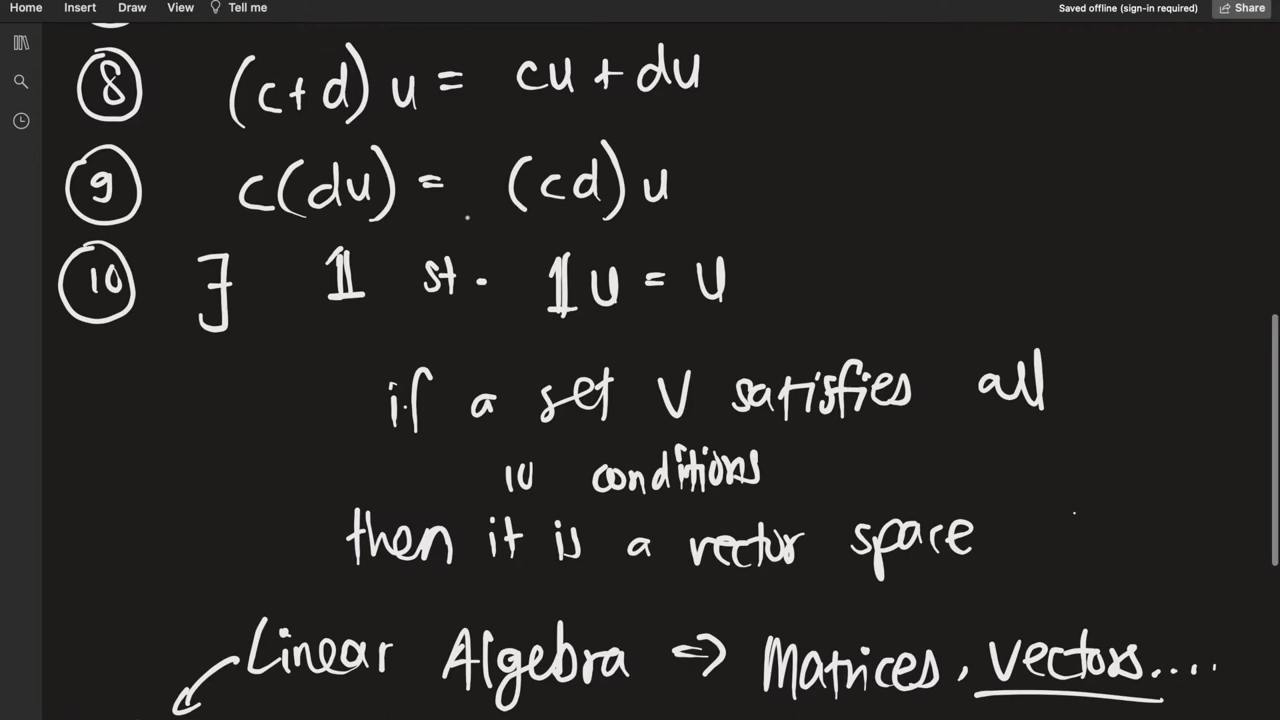 Home Insert Draw View Tell me Saved offline (sign-in required) Share
8 (c+d)u = cu+du
9 c(du) = (cd)u
10 ∃ 𝟙 st. 𝟙u = u
if a set V satisfies all
10 conditions
then it is a vector space
Linear Algebra => Matrices, vectors....